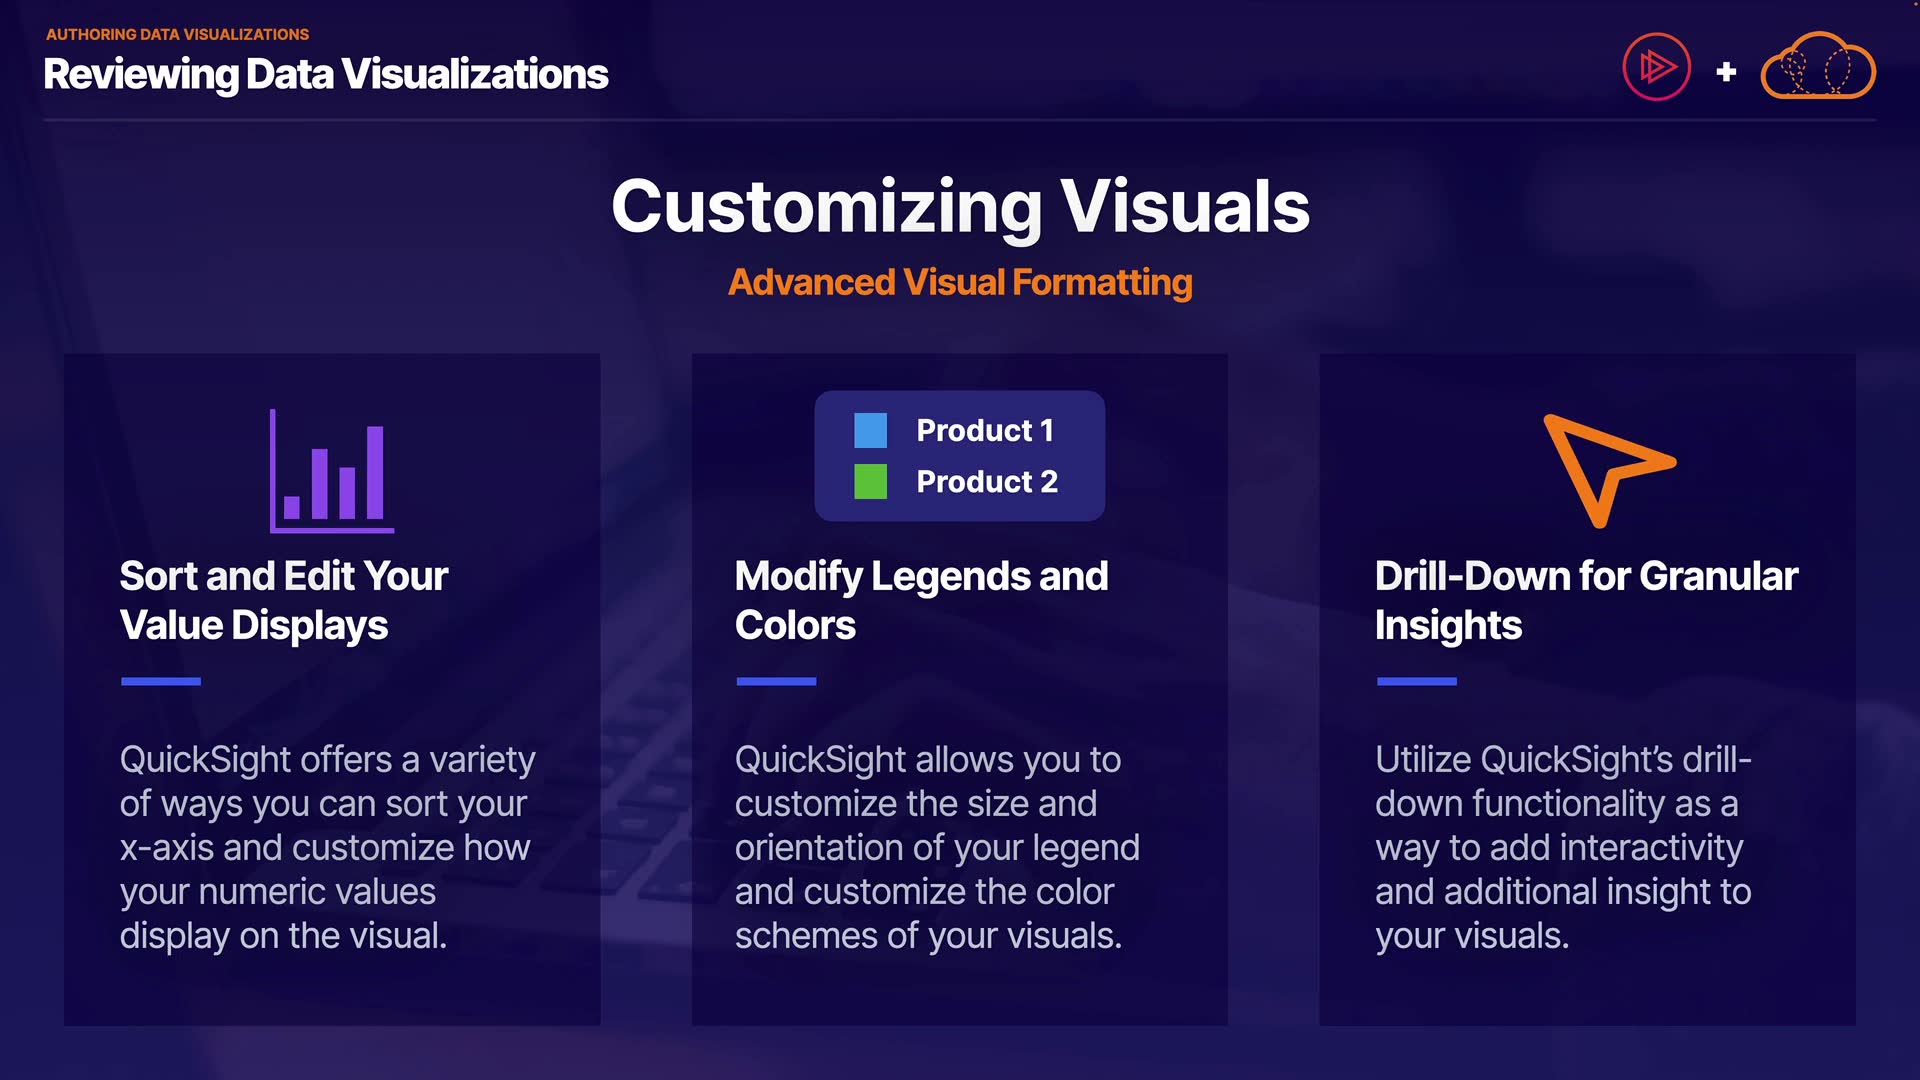 AUTHORING DATA VISUALIZATIONS
Reviewing Data Visualizations
Customizing Visuals
Advanced Visual Formatting
Sort and Edit Your
Value Displays
QuickSight offers a variety
of ways you can sort your
x-axis and customize how
your numeric values
display on the visual.
Product 1
Product 2
Modify Legends and
Colors
QuickSight allows you to
customize the size and
orientation of your legend
and customize the color
schemes of your visuals.
Drill-Down for Granular
Insights
Utilize QuickSight’s drill-
down functionality as a
way to add interactivity
and additional insight to
your visuals.